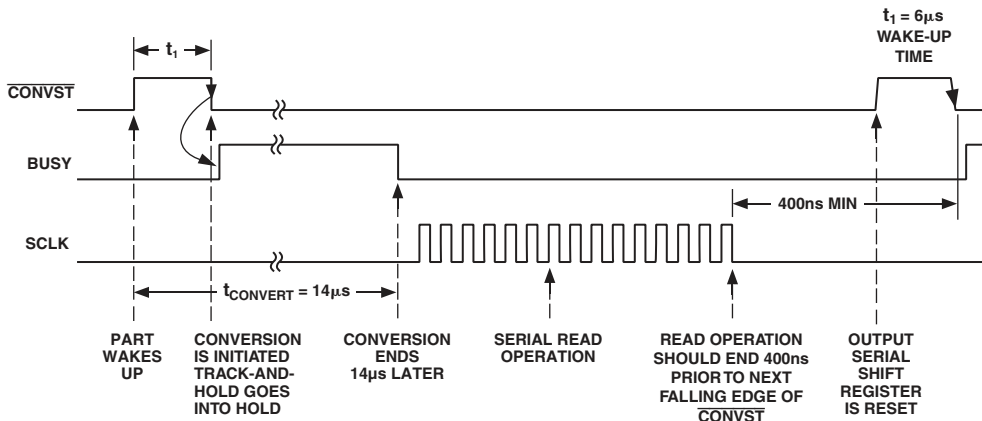 t1
t1 = 6µs
WAKE-UP
TIME
CONVST
BUSY
400ns MIN
SCLK
tCONVERT = 14µs
PART
WAKES
UP
CONVERSION
IS INITIATED
TRACK-AND-
HOLD GOES
INTO HOLD
CONVERSION
ENDS
14µs LATER
SERIAL READ
OPERATION
READ OPERATION
SHOULD END 400ns
PRIOR TO NEXT
FALLING EDGE OF
CONVST
OUTPUT
SERIAL
SHIFT
REGISTER
IS RESET